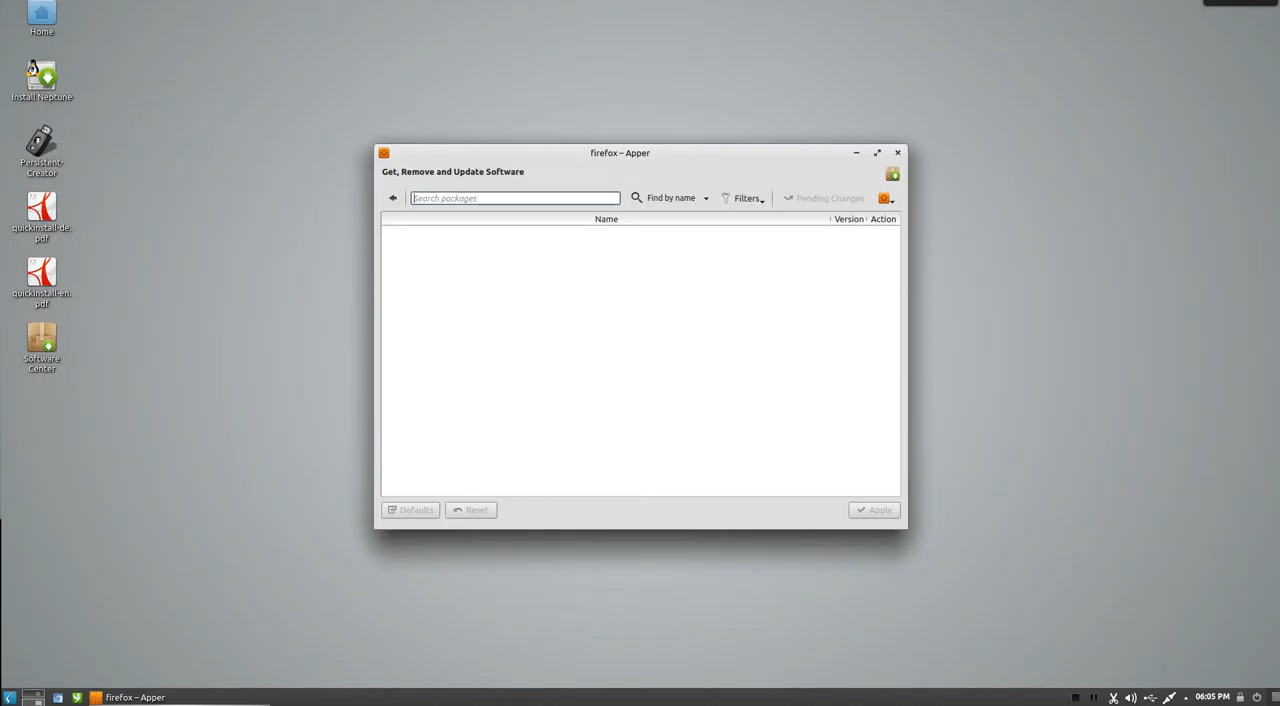 Home
Install Neptune
Persistent-
Creator
quickinstall-de.
pdf
quickinstall-en.
pdf
Software
Center
firefox – Apper
Get, Remove and Update Software
Search packages
Find by name
Filters
Pending Changes
Name
Version
Action
Defaults
Reset
Apply
firefox – Apper
06:05 PM